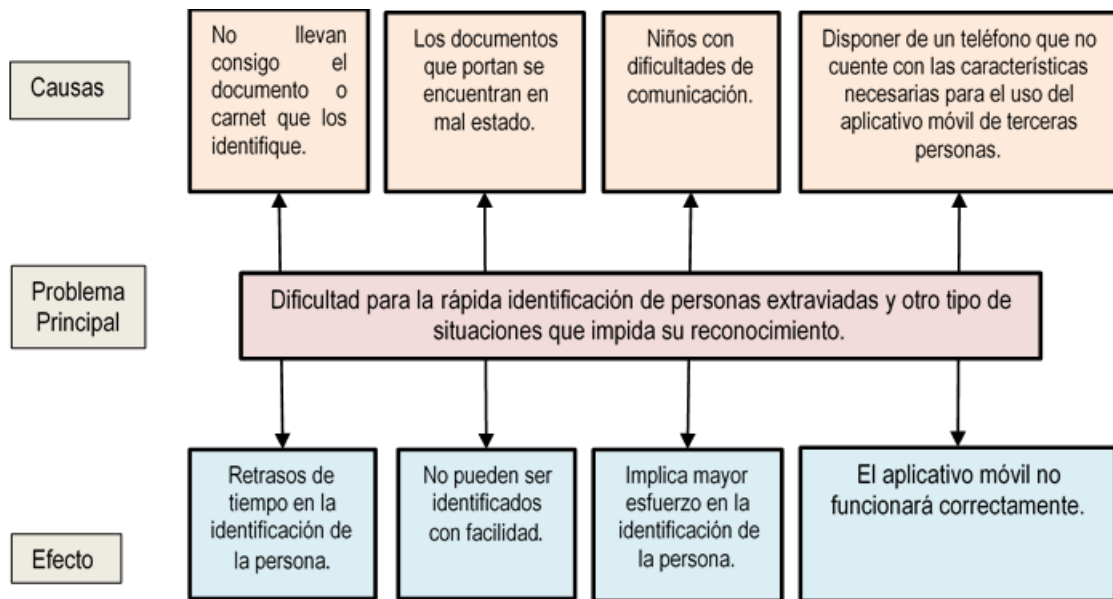 Causas
No llevan
consigo el
documento o
carnet que los
identifique.
Los documentos
que portan se
encuentran en
mal estado.
Niños con
dificultades de
comunicación.
Disponer de un teléfono que no
cuente con las características
necesarias para el uso del
aplicativo móvil de terceras
personas.
Problema
Principal
Dificultad para la rápida identificación de personas extraviadas y otro tipo de
situaciones que impida su reconocimiento.
Efecto
Retrasos de
tiempo en la
identificación de
la persona.
No pueden ser
identificados
con facilidad.
Implica mayor
esfuerzo en la
identificación de
la persona.
El aplicativo móvil no
funcionará correctamente.